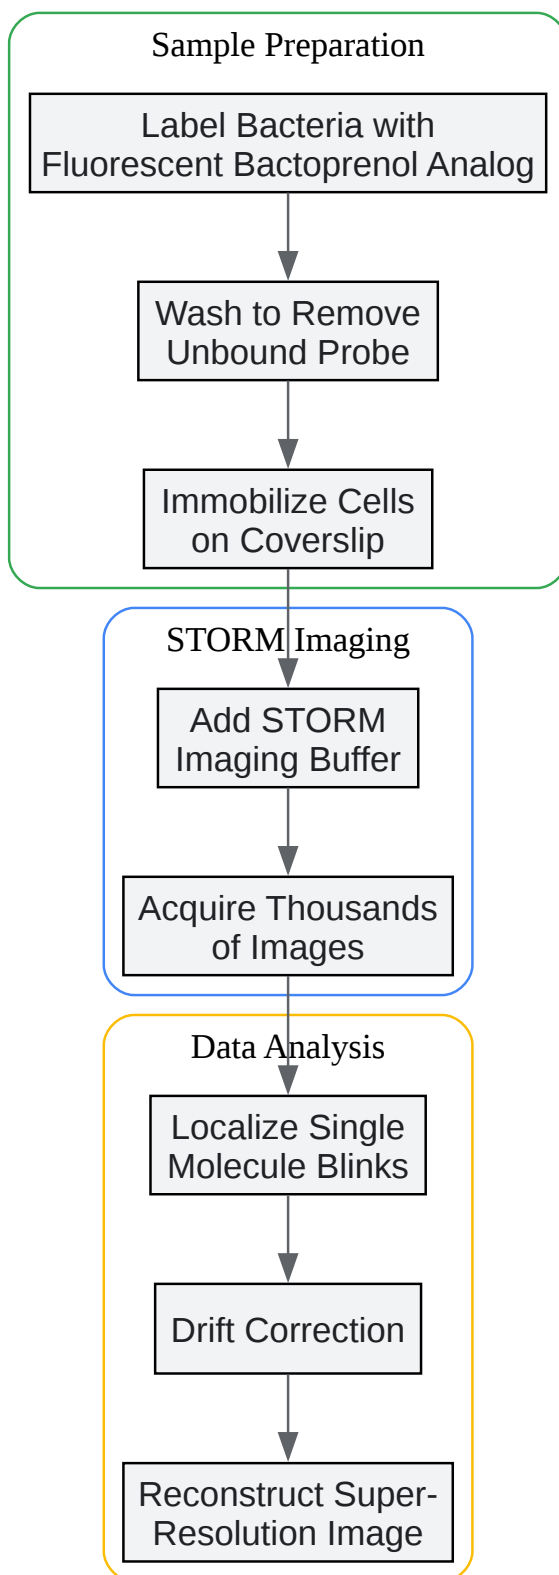 Sample Preparation
Label Bacteria with
Fluorescent Bactoprenol Analog
Wash to Remove
Unbound Probe
Immobilize Cells
on Coverslip
STORM Imaging
Add STORM
Imaging Buffer
Acquire Thousands
of Images
Data Analysis
Localize Single
Molecule Blinks
Drift Correction
Reconstruct Super-
Resolution Image